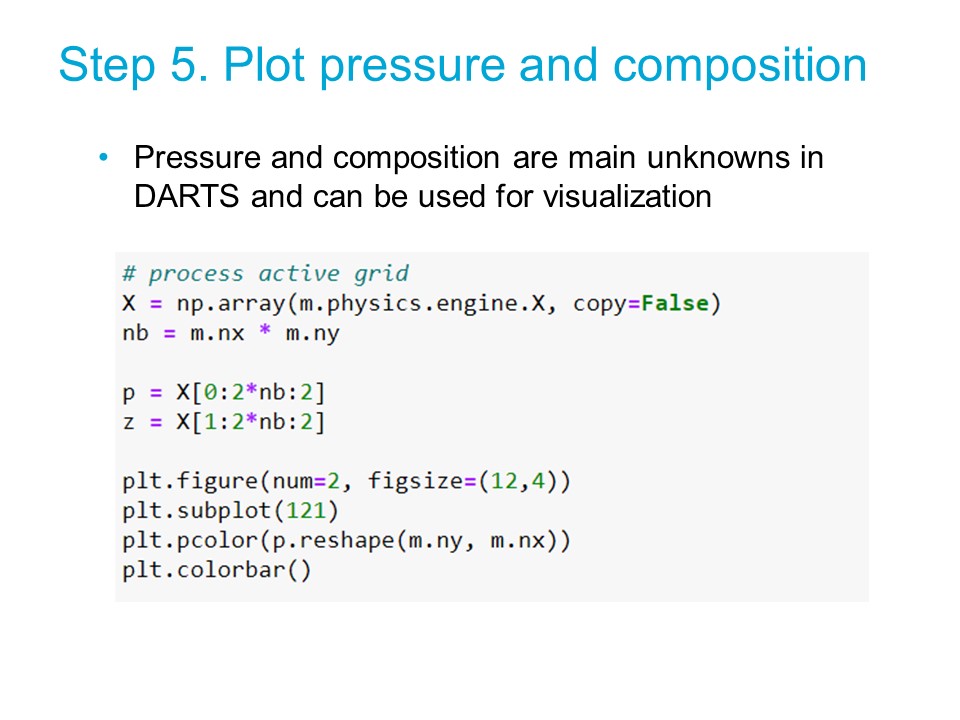 Step 5. Plot pressure and composition
• Pressure and composition are main unknowns in
DARTS and can be used for visualization
# process active grid
X = np.array(m.physics.engine.X, copy=False)
nb = m.nx * m.ny
p = X[0:2*nb:2]
z = X[1:2*nb:2]
plt.figure(num=2, figsize=(12,4))
plt.subplot(121)
plt.pcolor(p.reshape(m.ny, m.nx))
plt.colorbar()